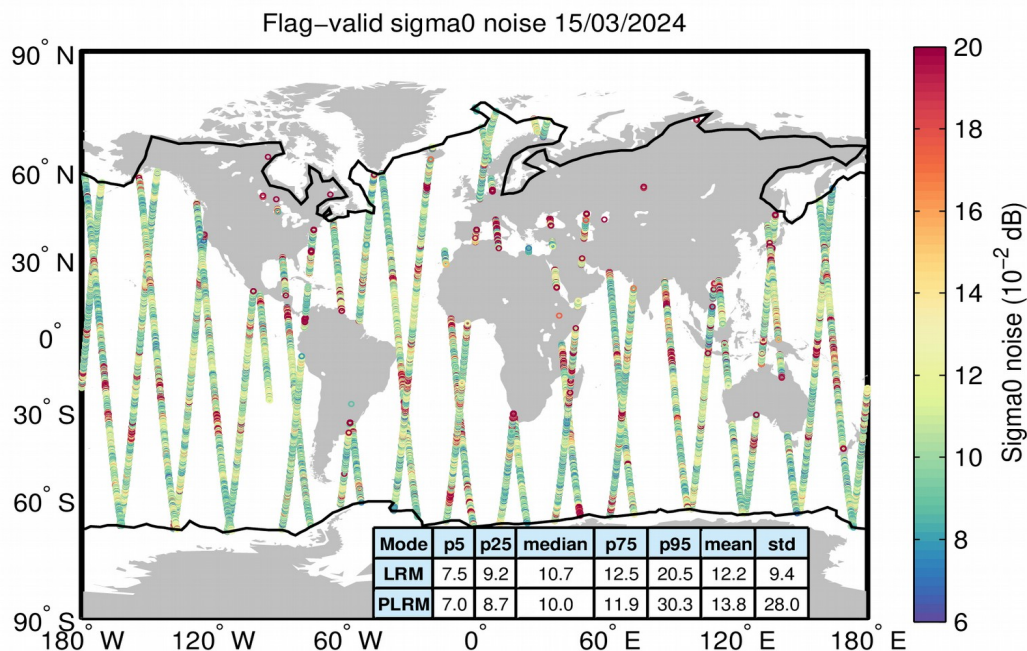 Flag−valid sigma0 noise 15/03/2024
90° N
60° N
30° N
0°
30° S
60° S
90° S
180° W
120° W
60° W
0°
60° E
120° E
180° E
Mode p5 p25 median p75 p95 mean std
LRM 7.5 9.2 10.7 12.5 20.5 12.2 9.4
PLRM 7.0 8.7 10.0 11.9 30.3 13.8 28.0
20
18
16
14
12
10
8
6
Sigma0 noise (10⁻² dB)